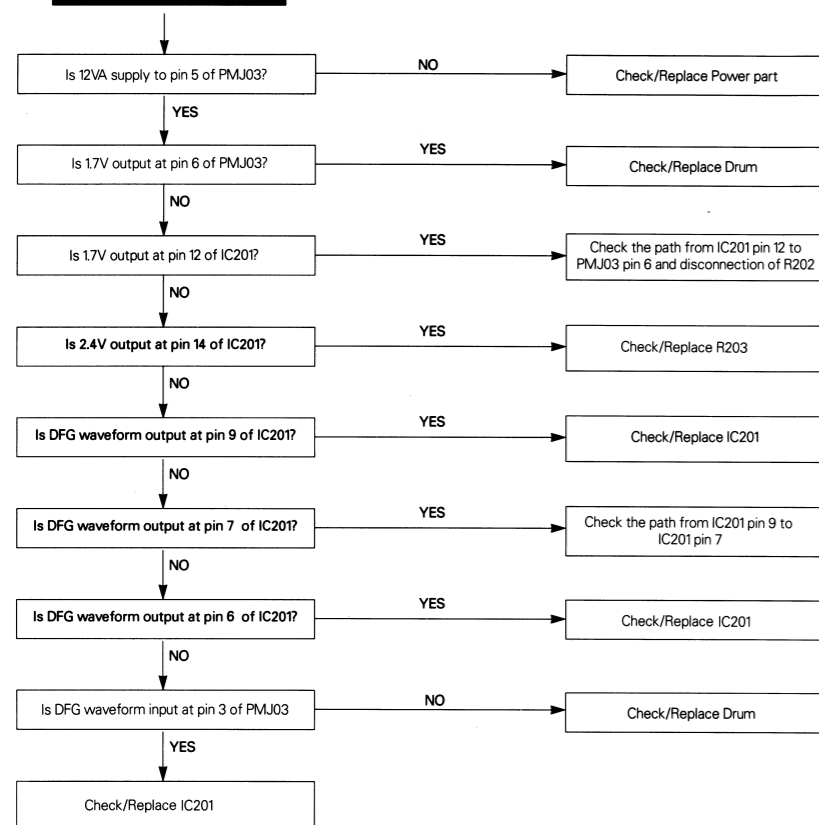 Is 12VA supply to pin 5 of PMJ03?
NO
Check/Replace Power part
YES
Is 1.7V output at pin 6 of PMJ03?
YES
Check/Replace Drum
NO
Is 1.7V output at pin 12 of IC201?
YES
Check the path from IC201 pin 12 to
PMJ03 pin 6 and disconnection of R202
NO
Is 2.4V output at pin 14 of IC201?
YES
Check/Replace R203
NO
Is DFG waveform output at pin 9 of IC201?
YES
Check/Replace IC201
NO
Is DFG waveform output at pin 7 of IC201?
YES
Check the path from IC201 pin 9 to
IC201 pin 7
NO
Is DFG waveform output at pin 6 of IC201?
YES
Check/Replace IC201
NO
Is DFG waveform input at pin 3 of PMJ03
NO
Check/Replace Drum
YES
Check/Replace IC201